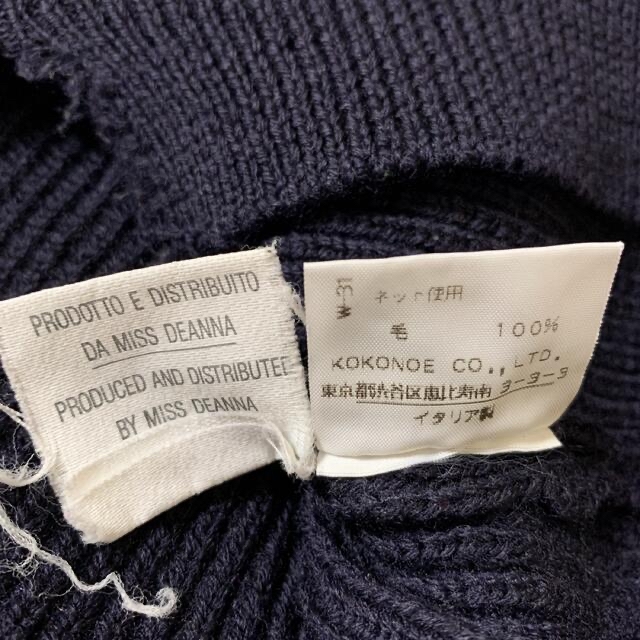 PRODOTTO E DISTRIBUITO
DA MISS DEANNA
PRODUCED AND DISTRIBUTE
BY MISS DEANNA
ネット使用
毛 100%
KOKONOE CO., LTD.
東京都渋谷区恵比寿南3-3-3
イタリア製